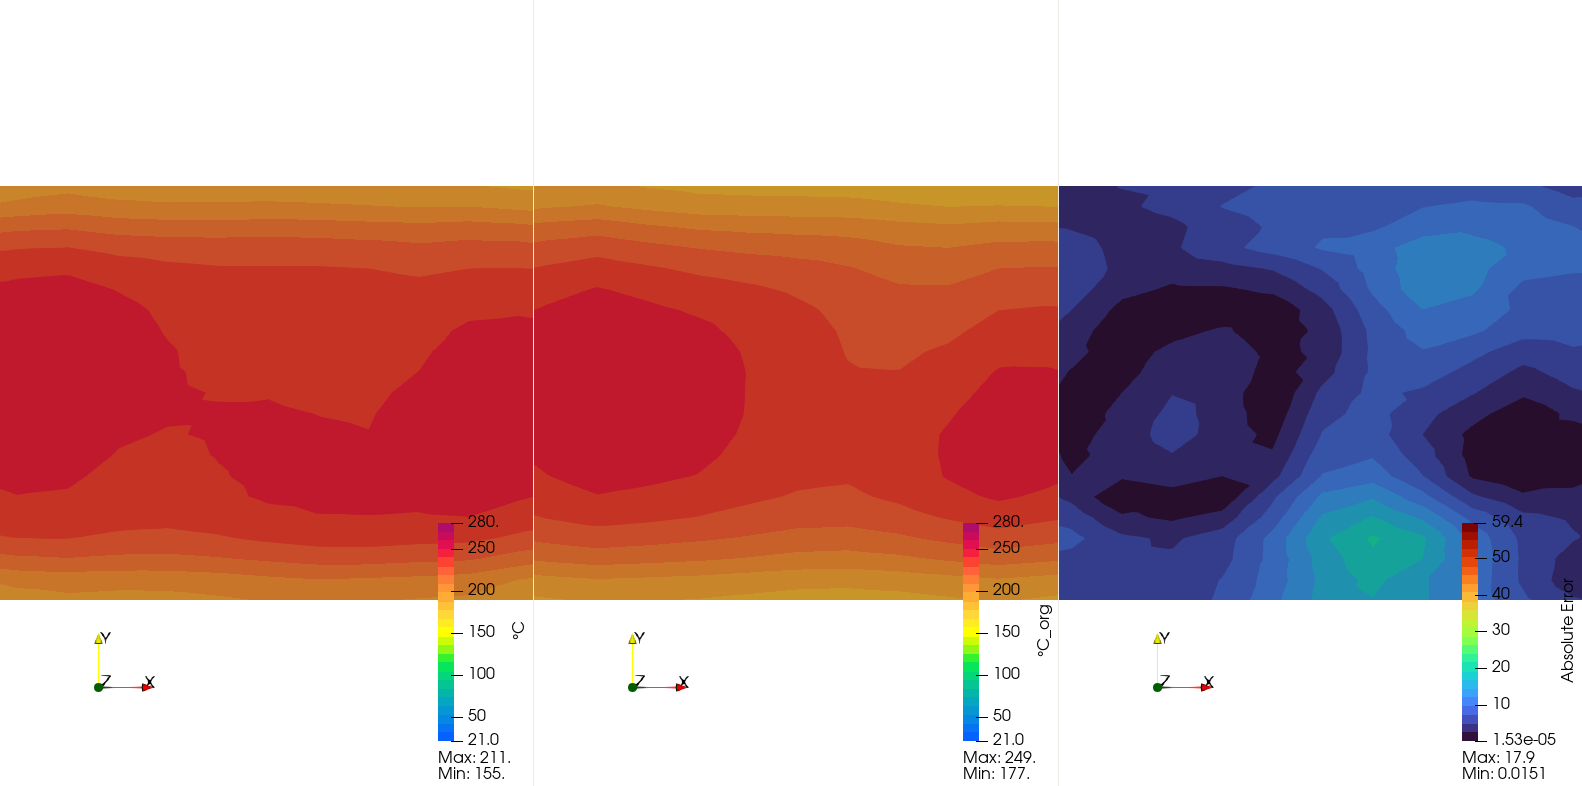 280.
250
200
150
100
50
21.0
°C
Max: 211.
Min: 155.
Y
Z
X
280.
250
200
150
100
50
21.0
°C_org
Max: 249.
Min: 177.
Y
Z
X
59.4
50
40
30
20
10
1.53e-05
Absolute Error
Max: 17.9
Min: 0.0151
Y
Z
X